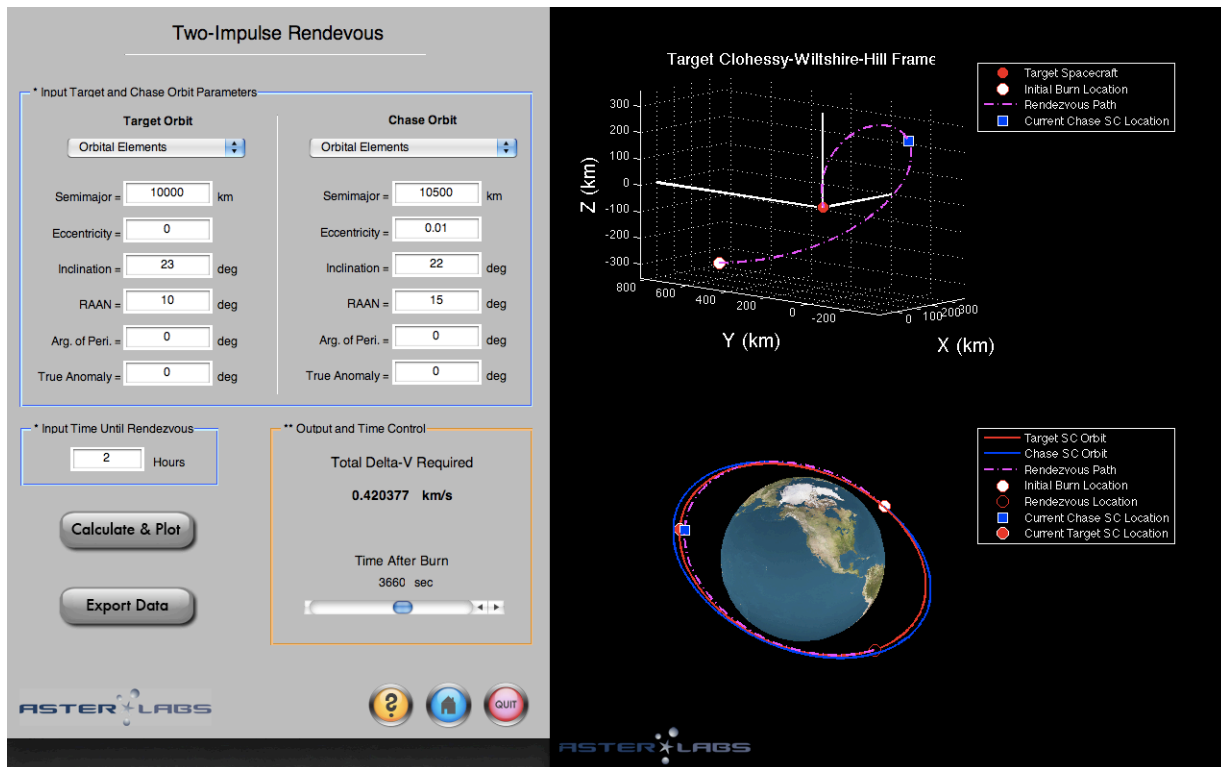 Two-Impulse Rendevous
* Input Target and Chase Orbit Parameters
Target Orbit
Orbital Elements
Semimajor = 10000 km
Eccentricity = 0
Inclination = 23 deg
RAAN = 10 deg
Arg. of Peri. = 0 deg
True Anomaly = 0 deg
Chase Orbit
Orbital Elements
Semimajor = 10500 km
Eccentricity = 0.01
Inclination = 22 deg
RAAN = 15 deg
Arg. of Peri. = 0 deg
True Anomaly = 0 deg
* Input Time Until Rendezvous
2 Hours
Calculate & Plot
Export Data
** Output and Time Control
Total Delta-V Required
0.420377 km/s
Time After Burn
3660 sec
ASTER LABS
?
QUIT
Target Clohessy-Wiltshire-Hill Frame
Target Spacecraft
Initial Burn Location
Rendezvous Path
Current Chase SC Location
Z (km)
300
200
100
0
-100
-200
-300
800 600 400 200 0 -200
Y (km)
0 100 200 300
X (km)
Target SC Orbit
Chase SC Orbit
Rendezvous Path
Initial Burn Location
Rendezvous Location
Current Chase SC Location
Current Target SC Location
ASTER LABS